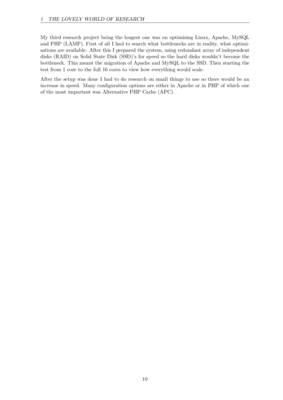 1 THE LOVELY WORLD OF RESEARCH
My third research project being the longest one was on optimizing Linux, Apache, MySQL
and PHP (LAMP). First of all I had to search what bottlenecks are in reality, what optimi-
sations are available. After this I prepared the system, using redundant array of independent
disks (RAID) on Solid State Disk (SSD)'s for speed so the hard disks wouldn't become the
bottleneck. This meant the migration of Apache and MySQL to the SSD. Then starting the
test from 1 core to the full 16 cores to view how everything would scale.
After the setup was done I had to do research on small things to use so there would be an
increase in speed. Many configuration options are either in Apache or in PHP of which one
of the most important was Alternative PHP Cache (APC).
10